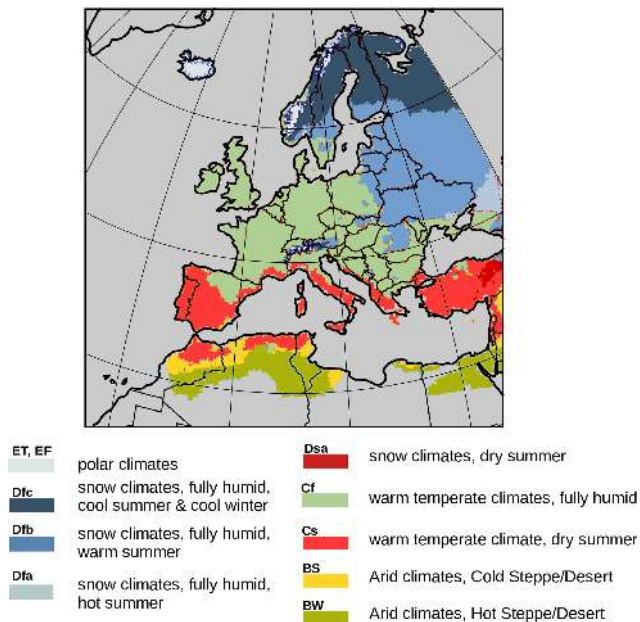 ET, EF
polar climates
Dfc
snow climates, fully humid,
cool summer & cool winter
Dfb
snow climates, fully humid,
warm summer
Dfa
snow climates, fully humid,
hot summer
Dsa
snow climates, dry summer
Cf
warm temperate climates, fully humid
Cs
warm temperate climate, dry summer
BS
Arid climates, Cold Steppe/Desert
BW
Arid climates, Hot Steppe/Desert